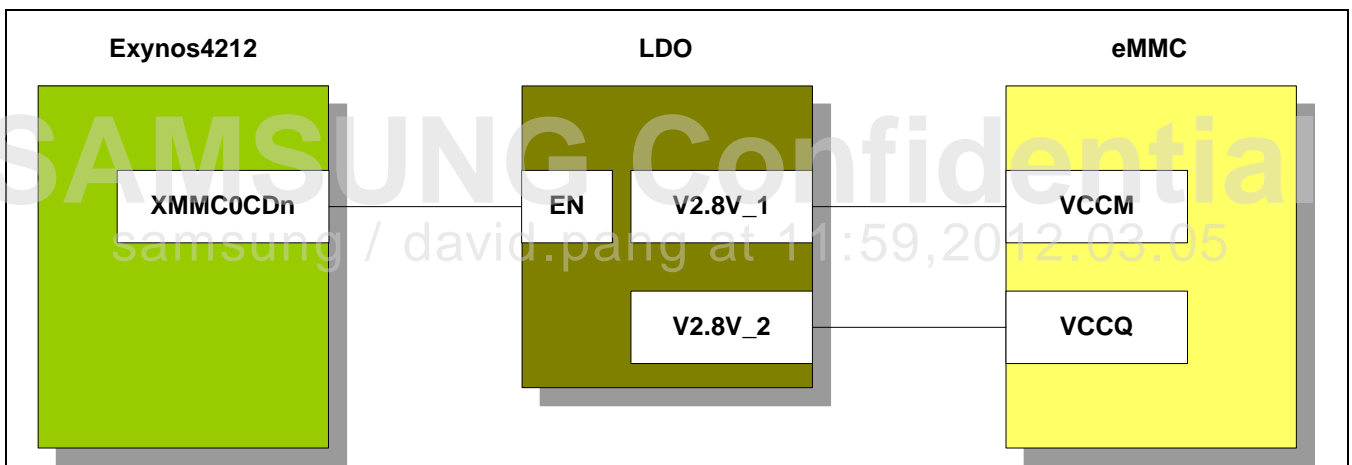 Exynos4212 LDO eMMC
SAMSUNG Confidential
XMMC0CDn EN V2.8V_1 VCCM
samsung / david.pang at 11:59,2012.03.05
V2.8V_2 VCCQ